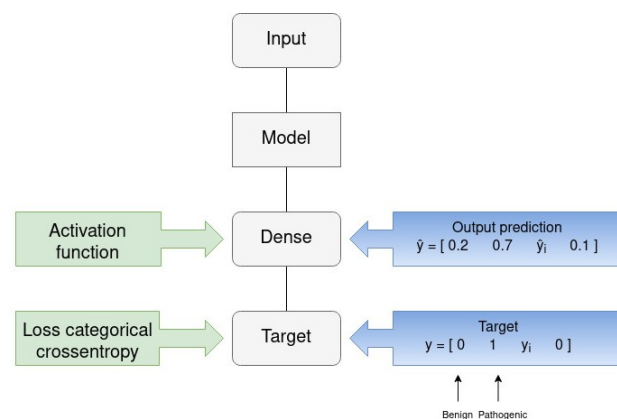 Input
Model
Activation
function
Dense
Output prediction
ŷ = [ 0.2 0.7 ŷi 0.1 ]
Loss categorical
crossentropy
Target
Target
y = [ 0 1 yi 0 ]
Benign Pathogenic